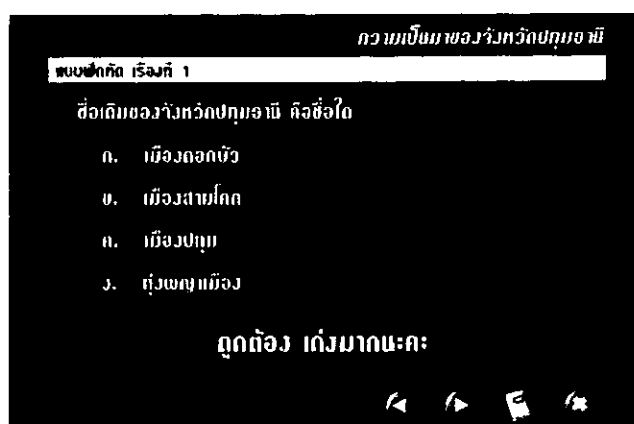 ความเป็นมาของจังหวัดปทุมธานี
แบบฝึกหัด เรื่องที่ 1
ชื่อเดิมของจังหวัดปทุมธานี คือชื่อใด
ก. เมืองดอกบัว
ข. เมืองสามโคก
ค. เมืองปทุม
ง. ทุ่งพญาเมือง
ถูกต้อง เก่งมากนะคะ